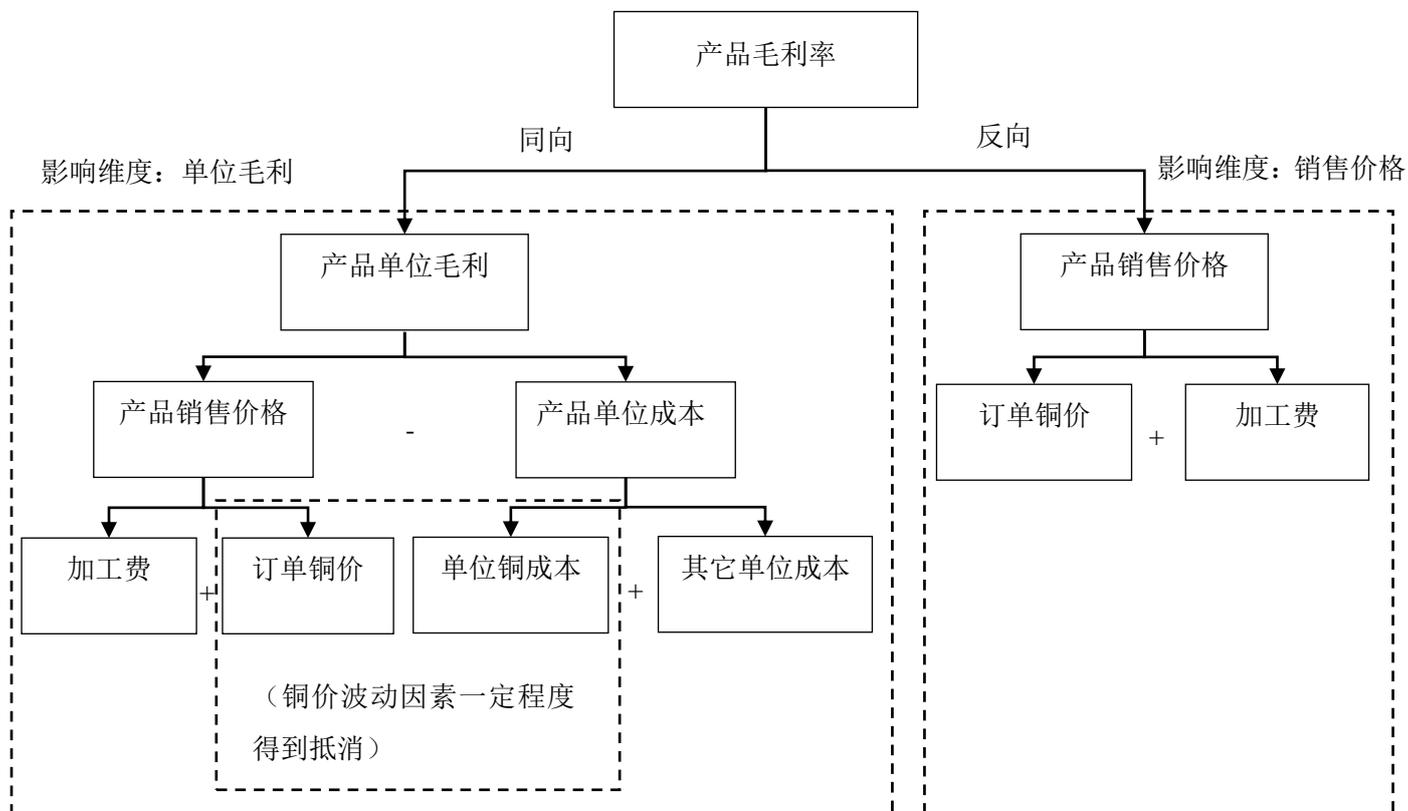 产品毛利率
同向
反向
影响维度：单位毛利
影响维度：销售价格
产品单位毛利
产品销售价格
产品销售价格
-
产品单位成本
订单铜价
+
加工费
加工费
+
订单铜价
单位铜成本
+
其它单位成本
（铜价波动因素一定程度
得到抵消）